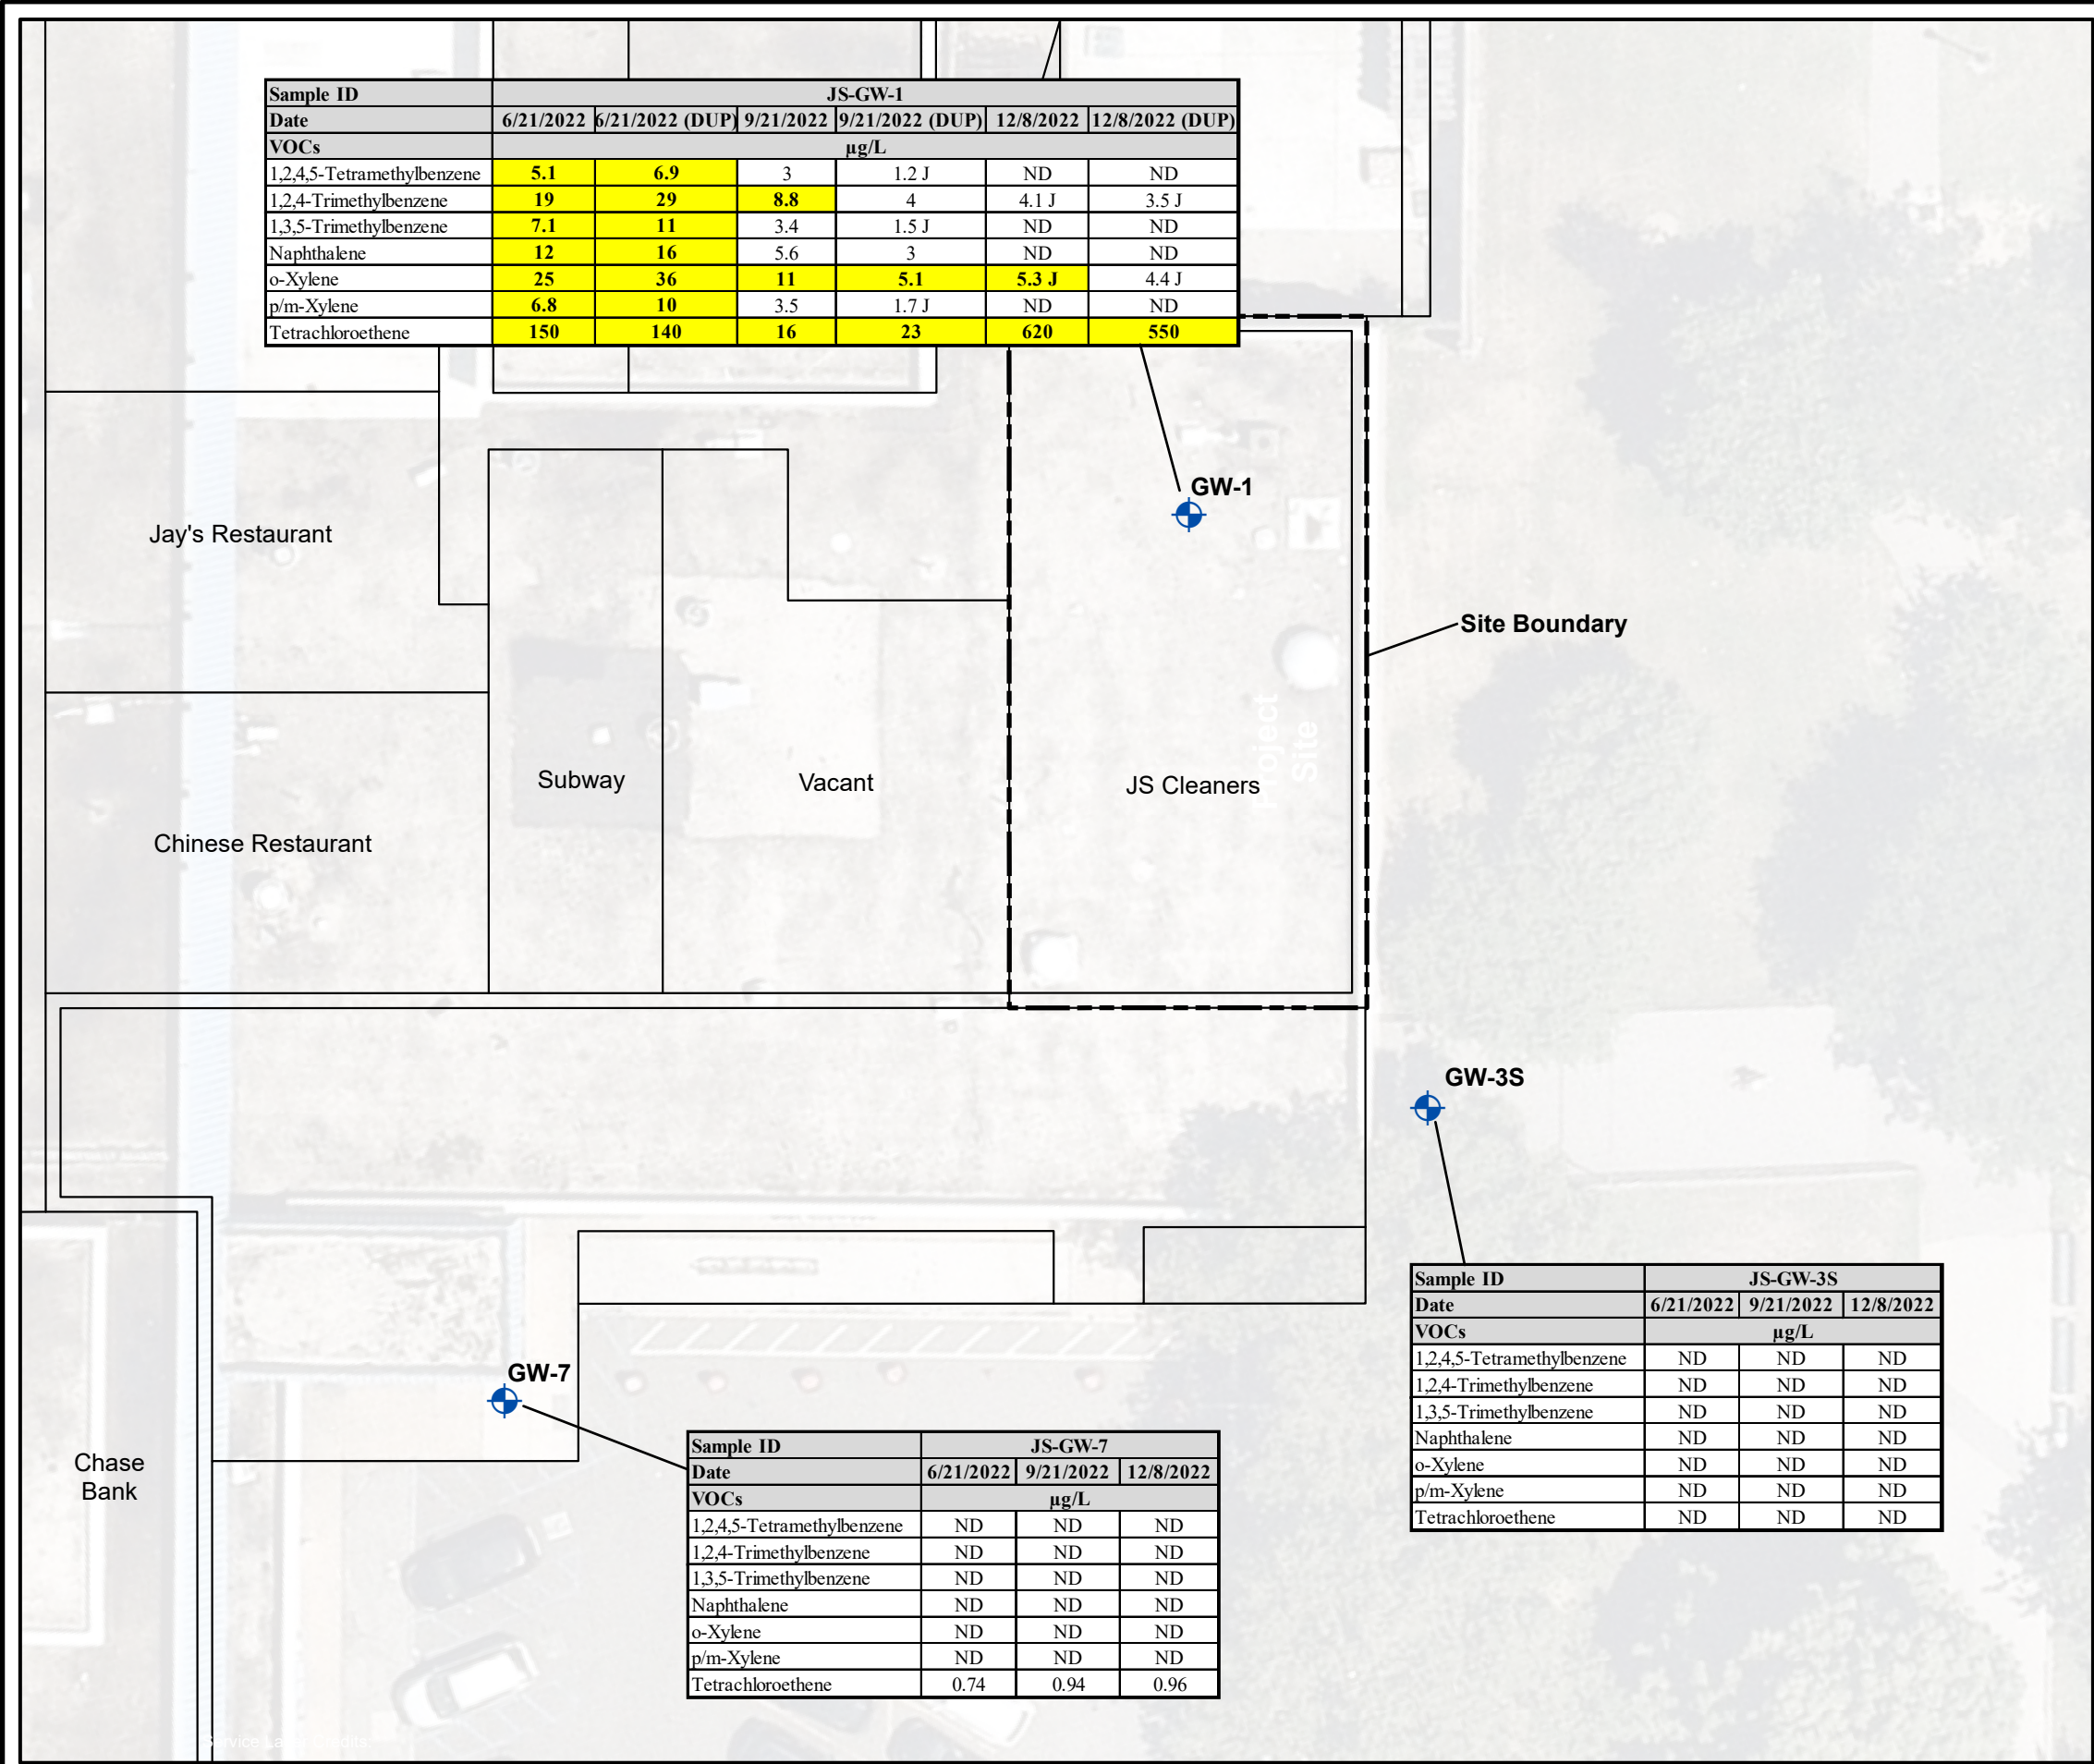 Sample ID JS-GW-1
Date 6/21/2022 6/21/2022 (DUP) 9/21/2022 9/21/2022 (DUP) 12/8/2022 12/8/2022 (DUP)
VOCs µg/L
1,2,4,5-Tetramethylbenzene 5.1 6.9 3 1.2 J ND ND
1,2,4-Trimethylbenzene 19 29 8.8 4 4.1 J 3.5 J
1,3,5-Trimethylbenzene 7.1 11 3.4 1.5 J ND ND
Naphthalene 12 16 5.6 3 ND ND
o-Xylene 25 36 11 5.1 5.3 J 4.4 J
p/m-Xylene 6.8 10 3.5 1.7 J ND ND
Tetrachloroethene 150 140 16 23 620 550
GW-1
Jay's Restaurant
Site Boundary
Project
Site
Subway
Vacant
JS Cleaners
Chinese Restaurant
GW-3S
Sample ID JS-GW-3S
Date 6/21/2022 9/21/2022 12/8/2022
VOCs µg/L
1,2,4,5-Tetramethylbenzene ND ND ND
1,2,4-Trimethylbenzene ND ND ND
1,3,5-Trimethylbenzene ND ND ND
Naphthalene ND ND ND
o-Xylene ND ND ND
p/m-Xylene ND ND ND
Tetrachloroethene ND ND ND
GW-7
Chase
Bank
Sample ID JS-GW-7
Date 6/21/2022 9/21/2022 12/8/2022
VOCs µg/L
1,2,4,5-Tetramethylbenzene ND ND ND
1,2,4-Trimethylbenzene ND ND ND
1,3,5-Trimethylbenzene ND ND ND
Naphthalene ND ND ND
o-Xylene ND ND ND
p/m-Xylene ND ND ND
Tetrachloroethene 0.74 0.94 0.96
Service Layer Credits